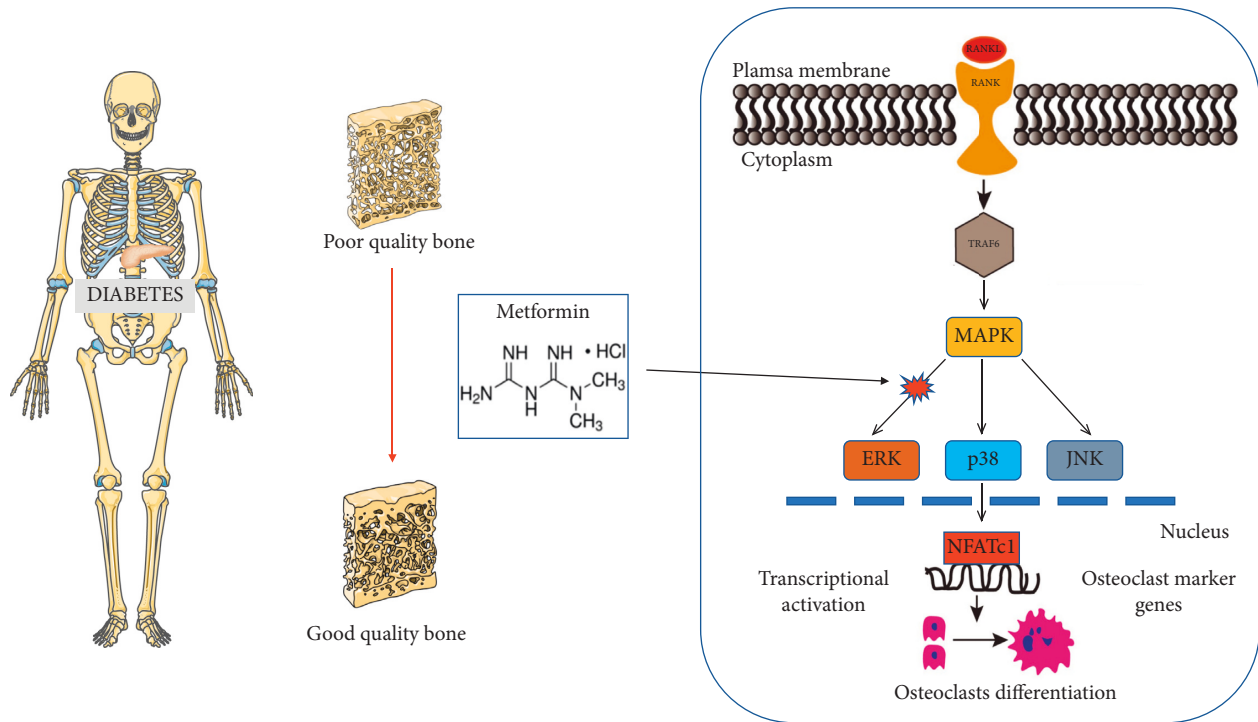 DIABETES
Poor quality bone
Good quality bone
Metformin
NH
NH
• HCl
H₂N
N
H
N
CH₃
CH₃
RANKL
RANK
Plamsa membrane
Cytoplasm
TRAF6
MAPK
ERK
p38
JNK
Nucleus
NFATc1
Transcriptional
activation
Osteoclast marker
genes
Osteoclasts differentiation